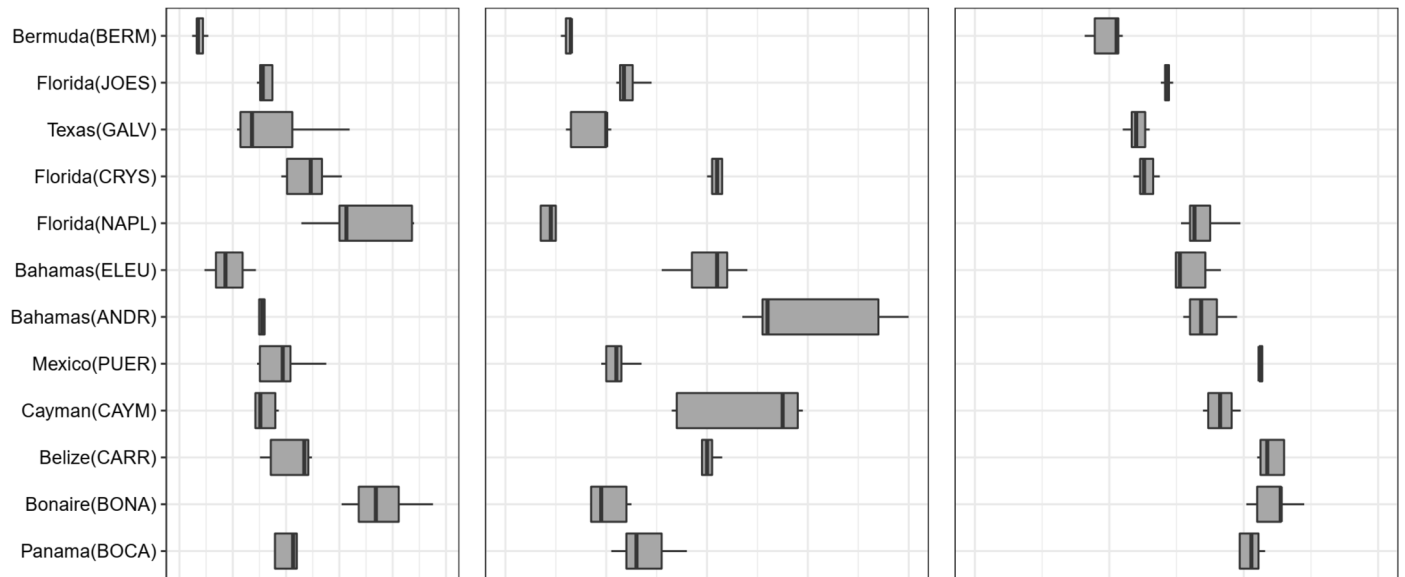 Bermuda(BERM)
Florida(JOES)
Texas(GALV)
Florida(CRYS)
Florida(NAPL)
Bahamas(ELEU)
Bahamas(ANDR)
Mexico(PUER)
Cayman(CAYM)
Belize(CARR)
Bonaire(BONA)
Panama(BOCA)